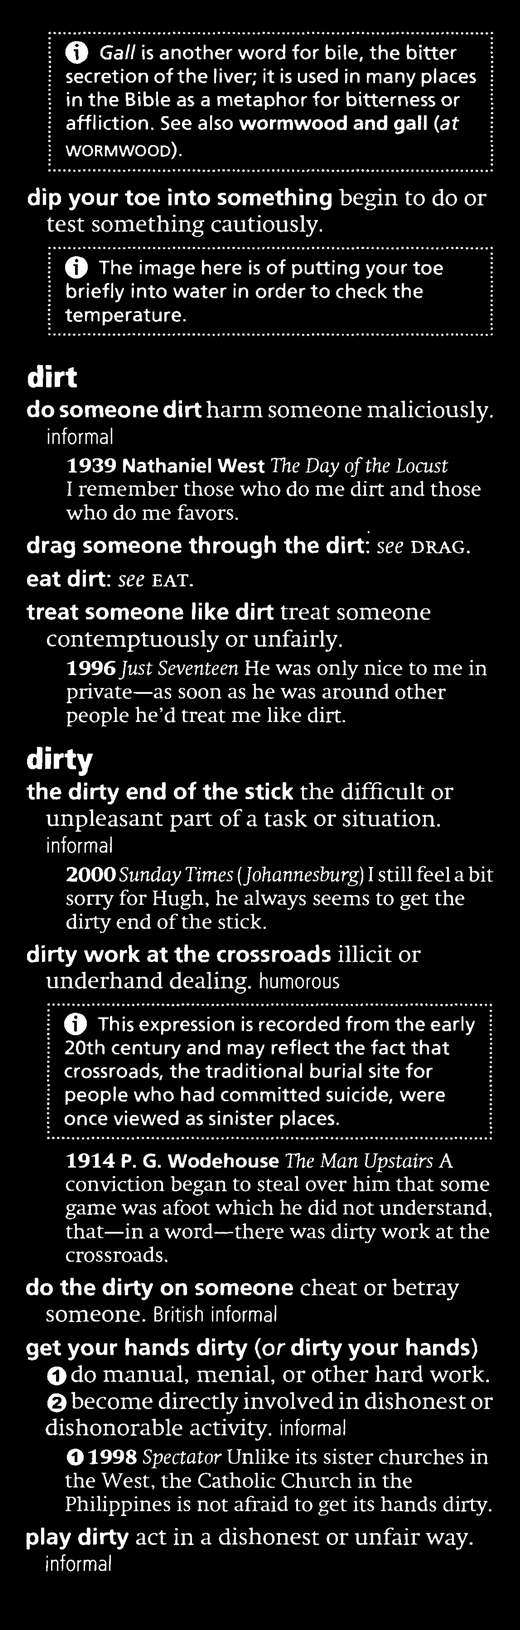 i Gall is another word for bile, the bitter
secretion of the liver; it is used in many places
in the Bible as a metaphor for bitterness or
affliction. See also wormwood and gall (at
WORMWOOD).
dip your toe into something begin to do or
test something cautiously.
i The image here is of putting your toe
briefly into water in order to check the
temperature.
dirt
do someone dirt harm someone maliciously.
informal
1939 Nathaniel West The Day of the Locust
I remember those who do me dirt and those
who do me favors.
drag someone through the dirt: see DRAG.
eat dirt: see EAT.
treat someone like dirt treat someone
contemptuously or unfairly.
1996 Just Seventeen He was only nice to me in
private—as soon as he was around other
people he'd treat me like dirt.
dirty
the dirty end of the stick the difficult or
unpleasant part of a task or situation.
informal
2000 Sunday Times (Johannesburg) I still feel a bit
sorry for Hugh, he always seems to get the
dirty end of the stick.
dirty work at the crossroads illicit or
underhand dealing. humorous
i This expression is recorded from the early
20th century and may reflect the fact that
crossroads, the traditional burial site for
people who had committed suicide, were
once viewed as sinister places.
1914 P. G. Wodehouse The Man Upstairs A
conviction began to steal over him that some
game was afoot which he did not understand,
that—in a word—there was dirty work at the
crossroads.
do the dirty on someone cheat or betray
someone. British informal
get your hands dirty (or dirty your hands)
❶ do manual, menial, or other hard work.
❷ become directly involved in dishonest or
dishonorable activity. informal
❶ 1998 Spectator Unlike its sister churches in
the West, the Catholic Church in the
Philippines is not afraid to get its hands dirty.
play dirty act in a dishonest or unfair way.
informal